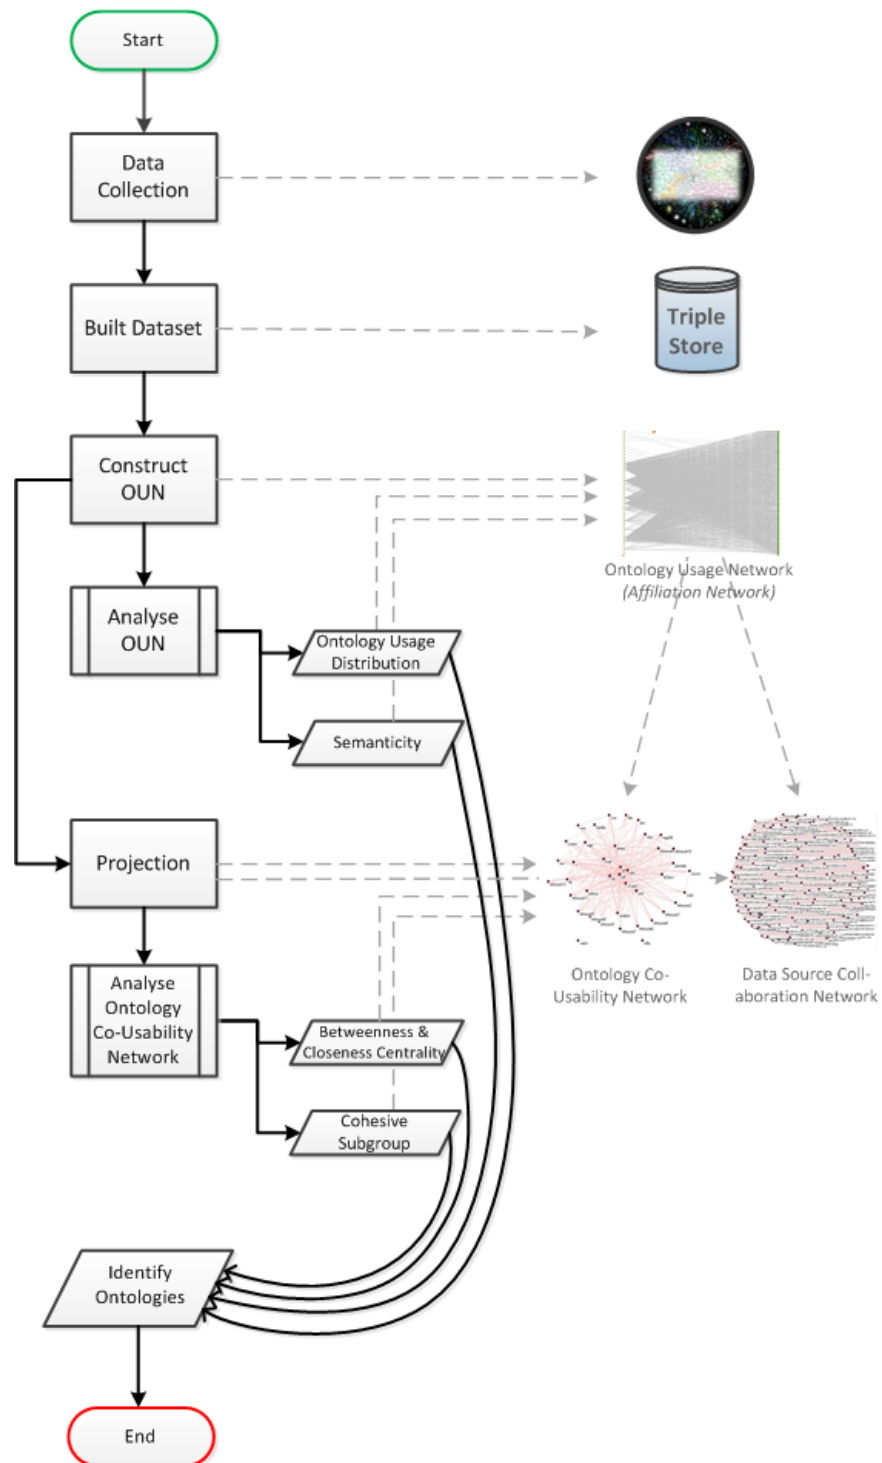 Start
Data
Collection
Built Dataset
Triple
Store
Construct
OUN
Ontology Usage Network
(Affiliation Network)
Analyse
OUN
Ontology Usage
Distribution
Semanticity
Projection
Ontology Co-
Usability Network
Data Source Coll-
aboration Network
Analyse
Ontology
Co-Usability
Network
Betweenness &
Closeness Centrality
Cohesive
Subgroup
Identify
Ontologies
End